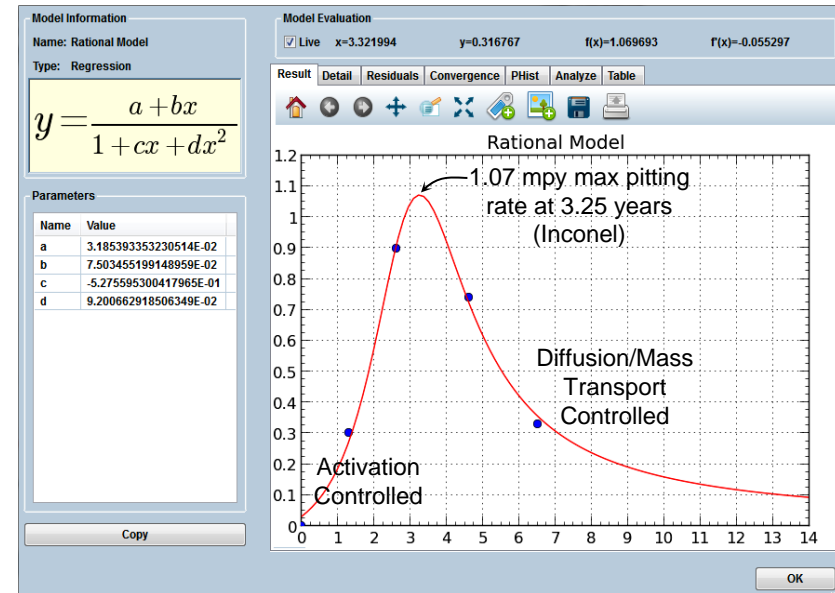 Model Information
Name: Rational Model
Type: Regression
y = (a + bx) / (1 + cx + dx²)
Parameters
Name Value
a 3.185393353230514E-02
b 7.503455199148959E-02
c -5.275595300417965E-01
d 9.200662918506349E-02
Copy
Model Evaluation
Live x=3.321994 y=0.316767 f(x)=1.069693 f'(x)=-0.055297
Result Detail Residuals Convergence PHist Analyze Table
Rational Model
1.2
1.1
1
0.9
0.8
0.7
0.6
0.5
0.4
0.3
0.2
0.1
0
1.07 mpy max pitting
rate at 3.25 years
(Inconel)
Diffusion/Mass
Transport
Controlled
Activation
Controlled
0 1 2 3 4 5 6 7 8 9 10 11 12 13 14
OK